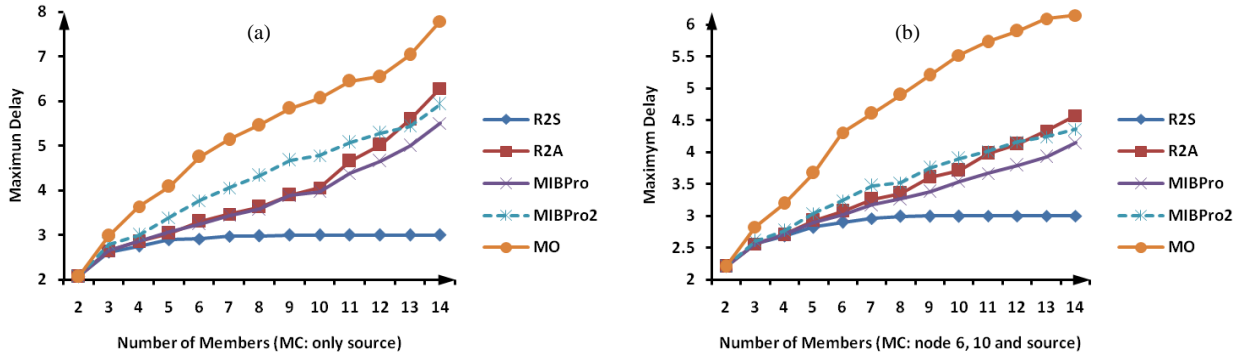 (a)
Maximum Delay
8
7
6
5
4
3
2
2 3 4 5 6 7 8 9 10 11 12 13 14
Number of Members (MC: only source)
R2S
R2A
MIBPro
MIBPro2
MO
(b)
Maximym Delay
6
5.5
5
4.5
4
3.5
3
2.5
2
2 3 4 5 6 7 8 9 10 11 12 13 14
Number of Members (MC: node 6, 10 and source)
R2S
R2A
MIBPro
MIBPro2
MO